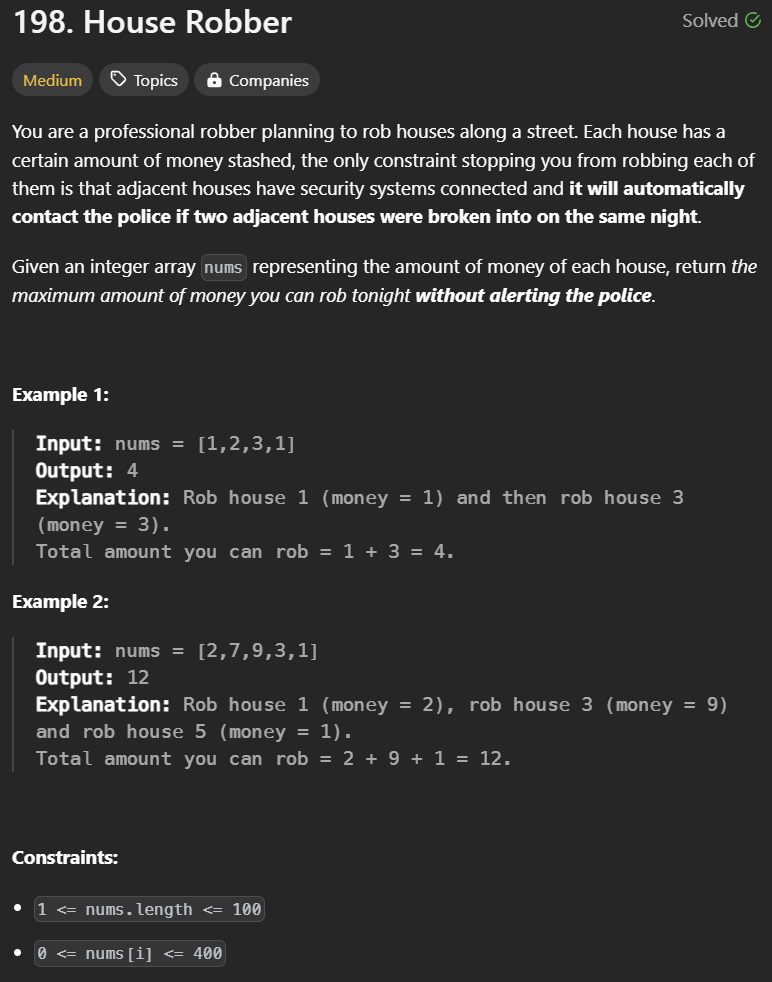 198. House Robber
Solved
Medium
Topics
Companies
You are a professional robber planning to rob houses along a street. Each house has a
certain amount of money stashed, the only constraint stopping you from robbing each of
them is that adjacent houses have security systems connected and it will automatically
contact the police if two adjacent houses were broken into on the same night.
Given an integer array nums representing the amount of money of each house, return the
maximum amount of money you can rob tonight without alerting the police.
Example 1:
Input: nums = [1,2,3,1]
Output: 4
Explanation: Rob house 1 (money = 1) and then rob house 3
(money = 3).
Total amount you can rob = 1 + 3 = 4.
Example 2:
Input: nums = [2,7,9,3,1]
Output: 12
Explanation: Rob house 1 (money = 2), rob house 3 (money = 9)
and rob house 5 (money = 1).
Total amount you can rob = 2 + 9 + 1 = 12.
Constraints:
• 1 <= nums.length <= 100
• 0 <= nums[i] <= 400